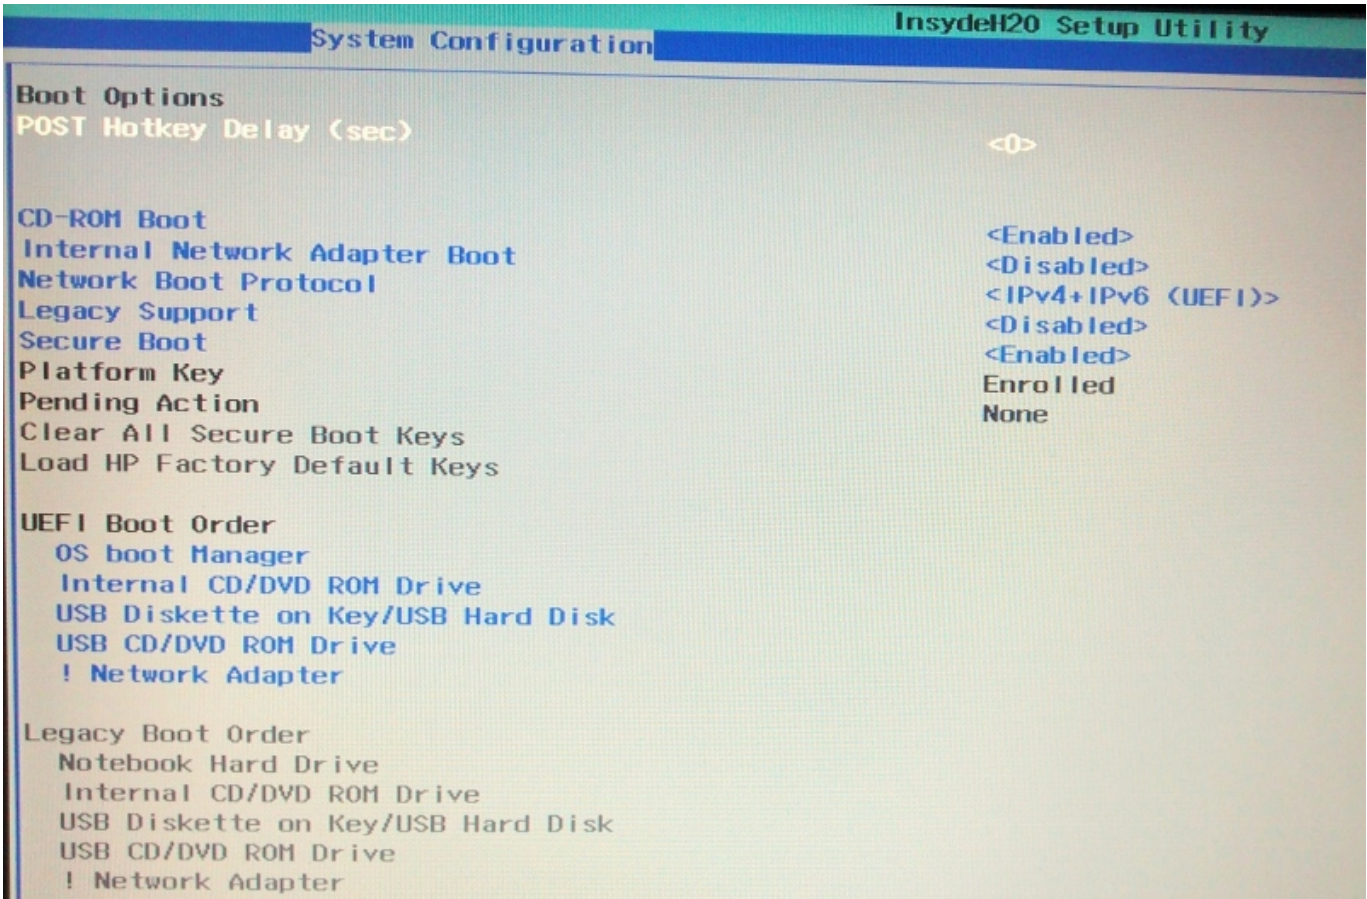 InsydeH20 Setup Utility
System Configuration
Boot Options
POST Hotkey Delay (sec) <0>
CD-ROM Boot <Enabled>
Internal Network Adapter Boot <Disabled>
Network Boot Protocol <IPv4+IPv6 (UEFI)>
Legacy Support <Disabled>
Secure Boot <Enabled>
Platform Key Enrolled
Pending Action None
Clear All Secure Boot Keys
Load HP Factory Default Keys
UEFI Boot Order
OS boot Manager
Internal CD/DVD ROM Drive
USB Diskette on Key/USB Hard Disk
USB CD/DVD ROM Drive
! Network Adapter
Legacy Boot Order
Notebook Hard Drive
Internal CD/DVD ROM Drive
USB Diskette on Key/USB Hard Disk
USB CD/DVD ROM Drive
! Network Adapter